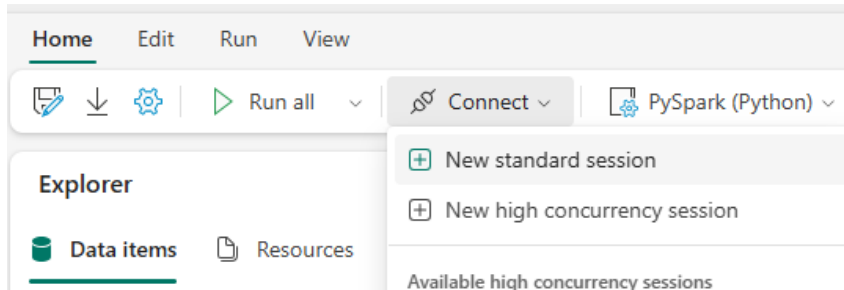 Home Edit Run View
Run all Connect PySpark (Python)
New standard session
Explorer
New high concurrency session
Data items Resources
Available high concurrency sessions